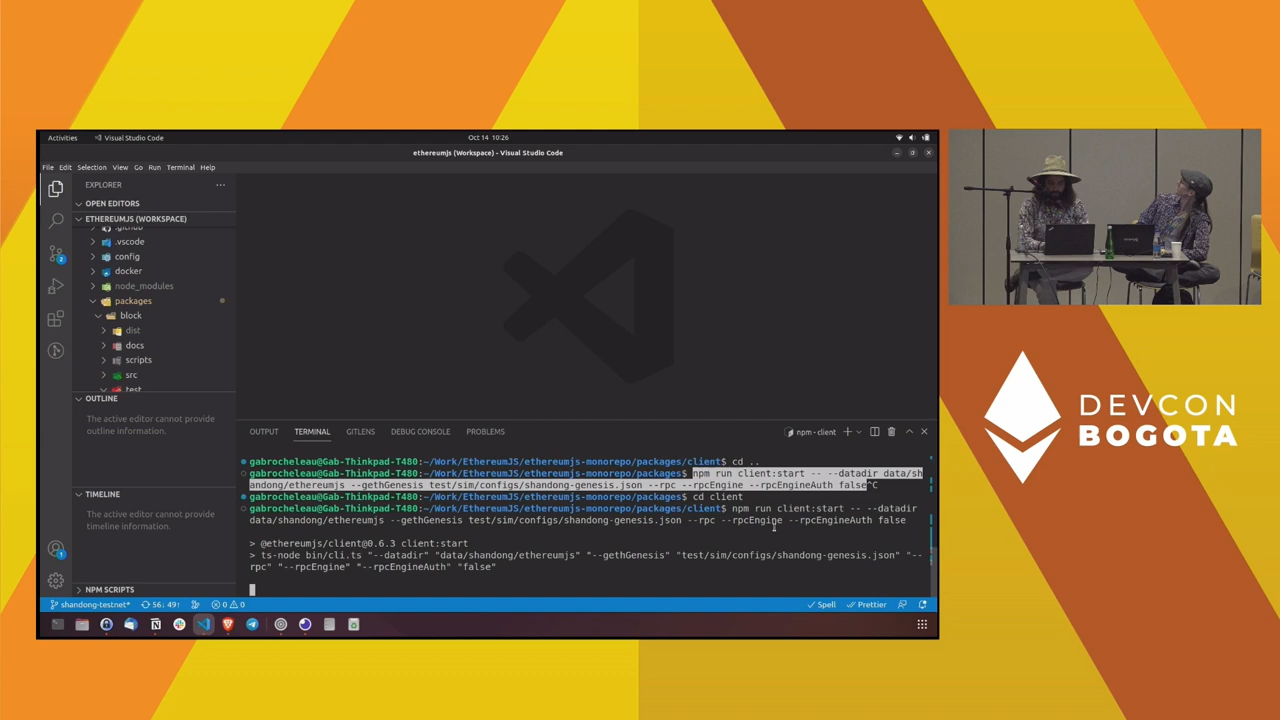 Activities
Visual Studio Code
Oct 14 10:26
ethereumjs (Workspace) - Visual Studio Code
File Edit Selection View Go Run Terminal Help
EXPLORER
OPEN EDITORS
ETHEREUMJS (WORKSPACE)
.github
.vscode
config
docker
node_modules
packages
block
dist
docs
scripts
src
test
OUTLINE
The active editor cannot provide
outline information.
TIMELINE
The active editor cannot provide
timeline information.
NPM SCRIPTS
OUTPUT TERMINAL GITLENS DEBUG CONSOLE PROBLEMS
npm - client
gabrocheleau@Gab-Thinkpad-T480:~/Work/EthereumJS/ethereumjs-monorepo/packages/client$ cd ..
gabrocheleau@Gab-Thinkpad-T480:~/Work/EthereumJS/ethereumjs-monorepo/packages$ npm run client:start -- --datadir data/sh
andong/ethereumjs --gethGenesis test/sim/configs/shandong-genesis.json --rpc --rpcEngine --rpcEngineAuth false^C
gabrocheleau@Gab-Thinkpad-T480:~/Work/EthereumJS/ethereumjs-monorepo/packages$ cd client
gabrocheleau@Gab-Thinkpad-T480:~/Work/EthereumJS/ethereumjs-monorepo/packages/client$ npm run client:start -- --datadir
data/shandong/ethereumjs --gethGenesis test/sim/configs/shandong-genesis.json --rpc --rpcEngine --rpcEngineAuth false
> @ethereumjs/client@0.6.3 client:start
> ts-node bin/cli.ts "--datadir" "data/shandong/ethereumjs" "--gethGenesis" "test/sim/configs/shandong-genesis.json" "--
rpc" "--rpcEngine" "--rpcEngineAuth" "false"
shandong-testnet* 56↓ 49↑ 0 0 Spell Prettier
DEVCON
BOGOTA